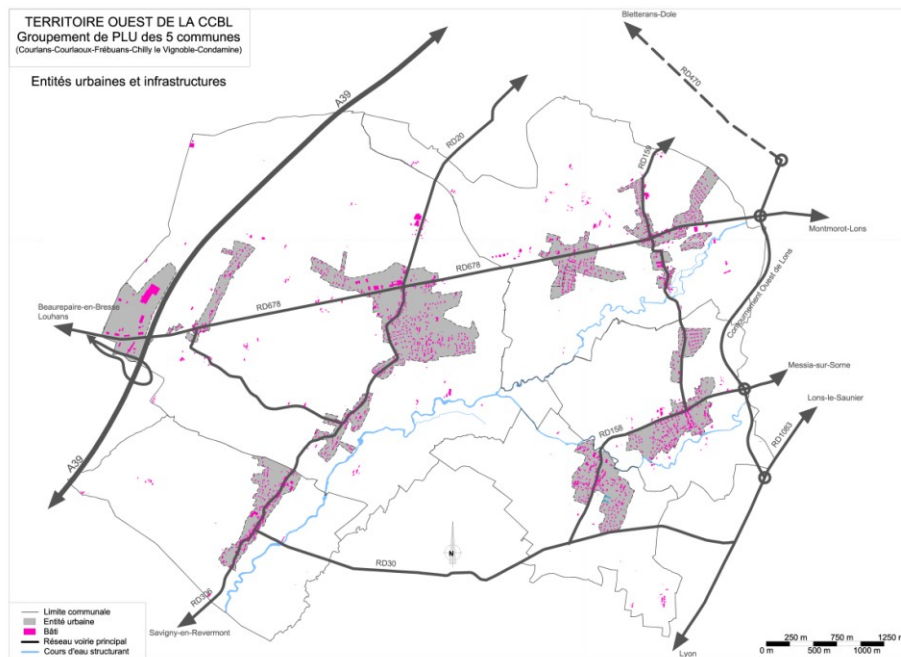 TERRITOIRE OUEST DE LA CCBL
Groupement de PLU des 5 communes
(Courlans-Courlaoux-Frébuans-Chilly le Vignoble-Condamine)
Entités urbaines et infrastructures
Bletterans-Dole
RD470
A39
RD20
RD159
Montmorot-Lons
RD678
Contournement Ouest de Lons
RD678
Beaurepaire-en-Bresse
Louhans
Messia-sur-Sorne
Lons-le-Saunier
RD1083
RD158
A39
N
RD30
RD306
Savigny-en-Revermont
Lyon
Limite communale
Entité urbaine
Bâti
Réseau voirie principal
Cours d'eau structurant
250 m 750 m 1250 m
0 m 500 m 1000 m